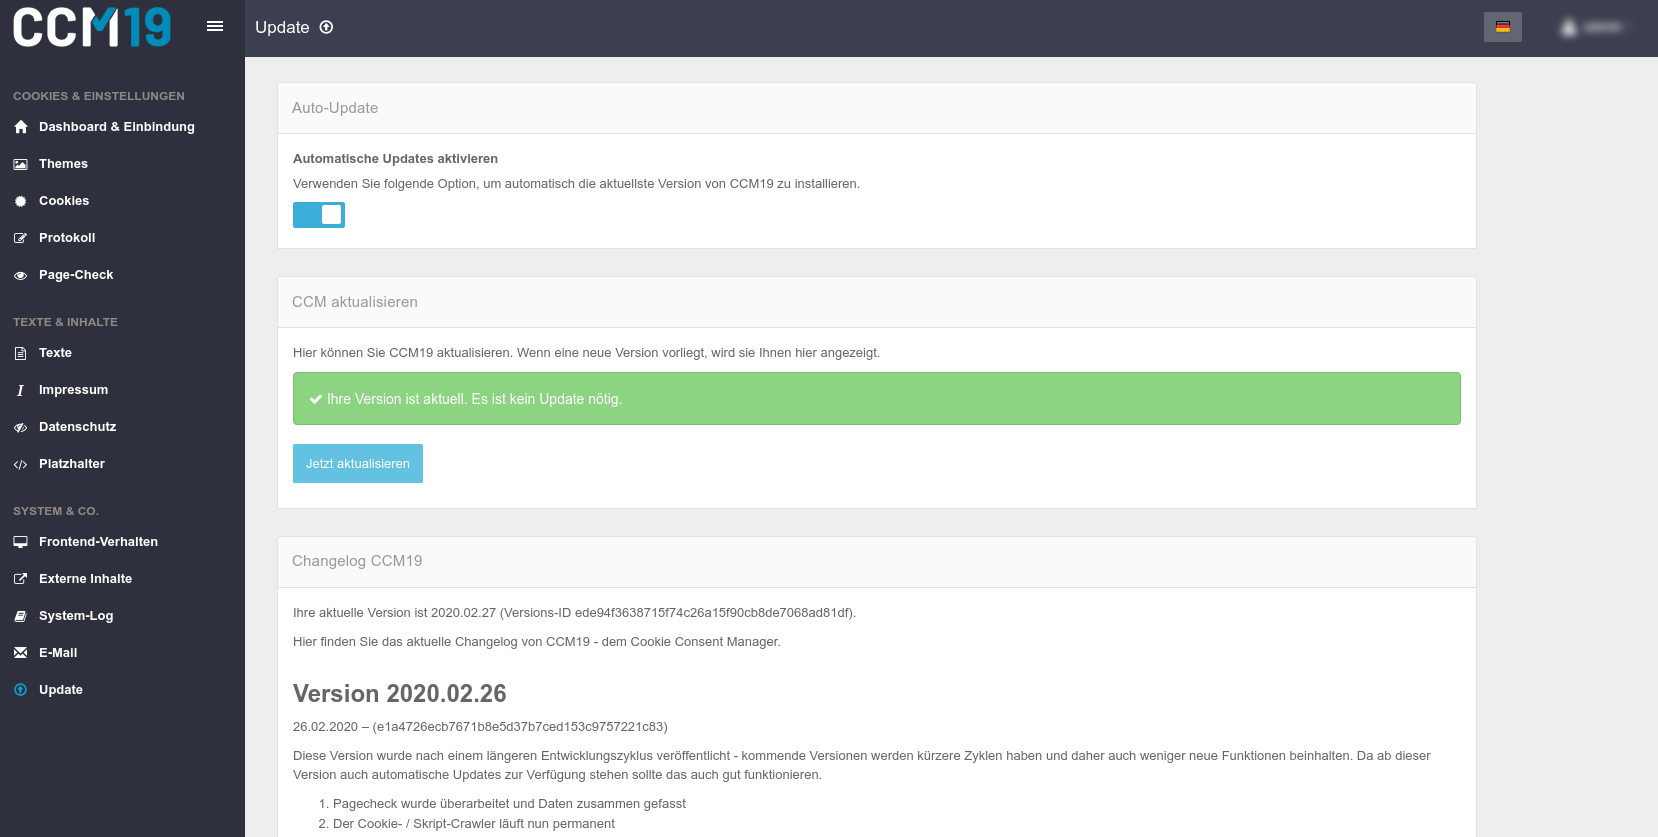 CCM19
Update
COOKIES & EINSTELLUNGEN
Dashboard & Einbindung
Themes
Cookies
Protokoll
Page-Check
TEXTE & INHALTE
Texte
Impressum
Datenschutz
Platzhalter
SYSTEM & CO.
Frontend-Verhalten
Externe Inhalte
System-Log
E-Mail
Update
Auto-Update
Automatische Updates aktivieren
Verwenden Sie folgende Option, um automatisch die aktuellste Version von CCM19 zu installieren.
CCM aktualisieren
Hier können Sie CCM19 aktualisieren. Wenn eine neue Version vorliegt, wird sie Ihnen hier angezeigt.
Ihre Version ist aktuell. Es ist kein Update nötig.
Jetzt aktualisieren
Changelog CCM19
Ihre aktuelle Version ist 2020.02.27 (Versions-ID ede94f3638715f74c26a15f90cb8de7068ad81df).
Hier finden Sie das aktuelle Changelog von CCM19 - dem Cookie Consent Manager.
Version 2020.02.26
26.02.2020 – (e1a4726ecb7671b8e5d37b7ced153c9757221c83)
Diese Version wurde nach einem längeren Entwicklungszyklus veröffentlicht - kommende Versionen werden kürzere Zyklen haben und daher auch weniger neue Funktionen beinhalten. Da ab dieser
Version auch automatische Updates zur Verfügung stehen sollte das auch gut funktionieren.
1. Pagecheck wurde überarbeitet und Daten zusammen gefasst
2. Der Cookie- / Skript-Crawler läuft nun permanent